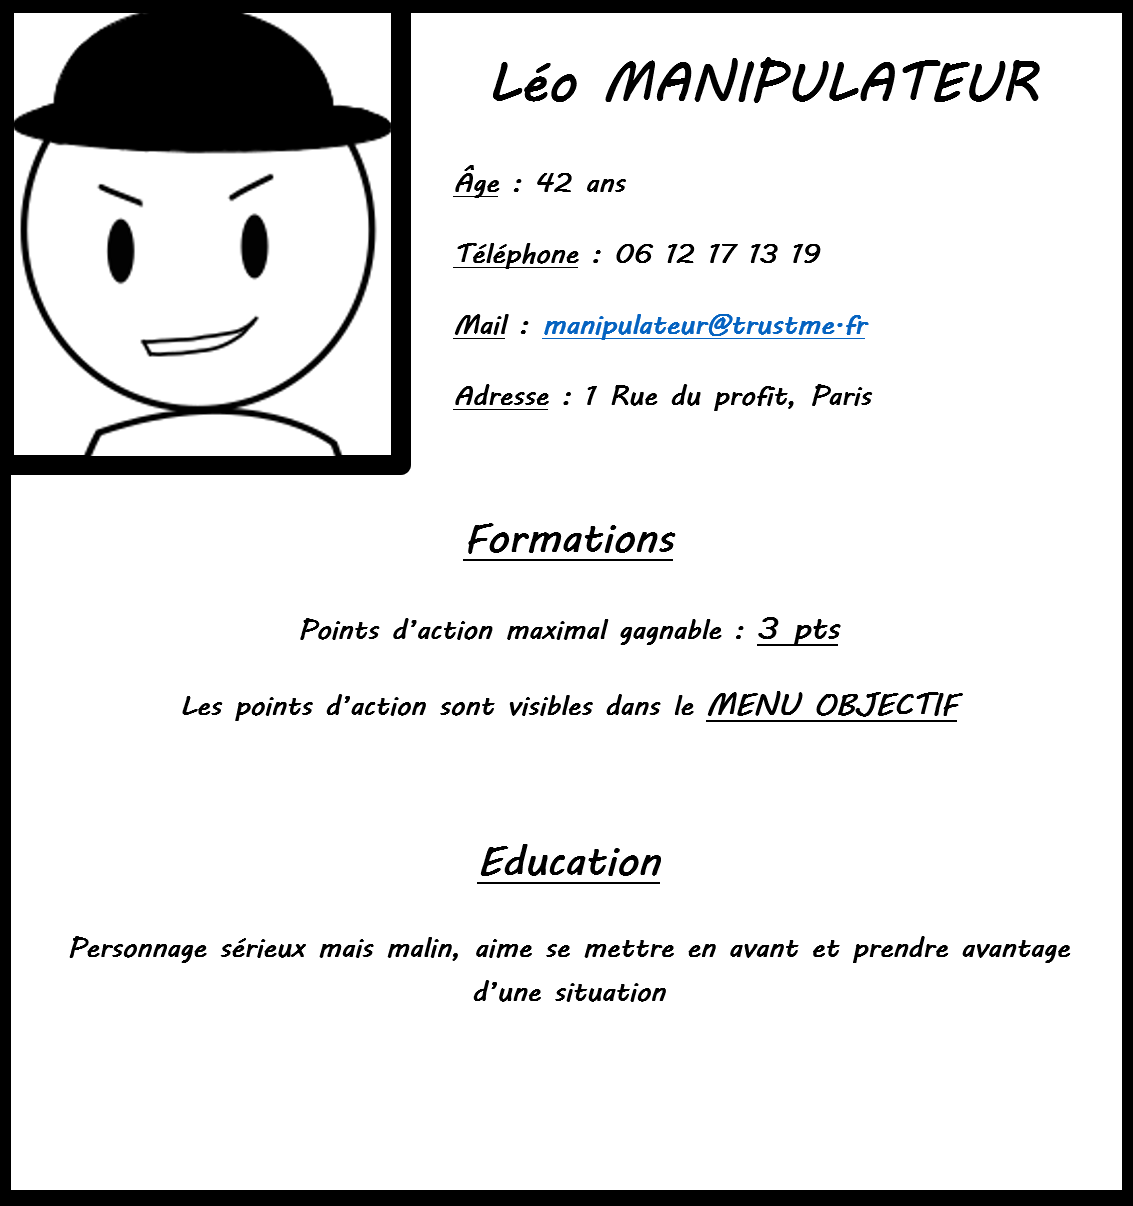 Léo MANIPULATEUR
Âge : 42 ans
Téléphone : 06 12 17 13 19
Mail : manipulateur@trustme.fr
Adresse : 1 Rue du profit, Paris
Formations
Points d’action maximal gagnable : 3 pts
Les points d’action sont visibles dans le MENU OBJECTIF
Education
Personnage sérieux mais malin, aime se mettre en avant et prendre avantage
d’une situation